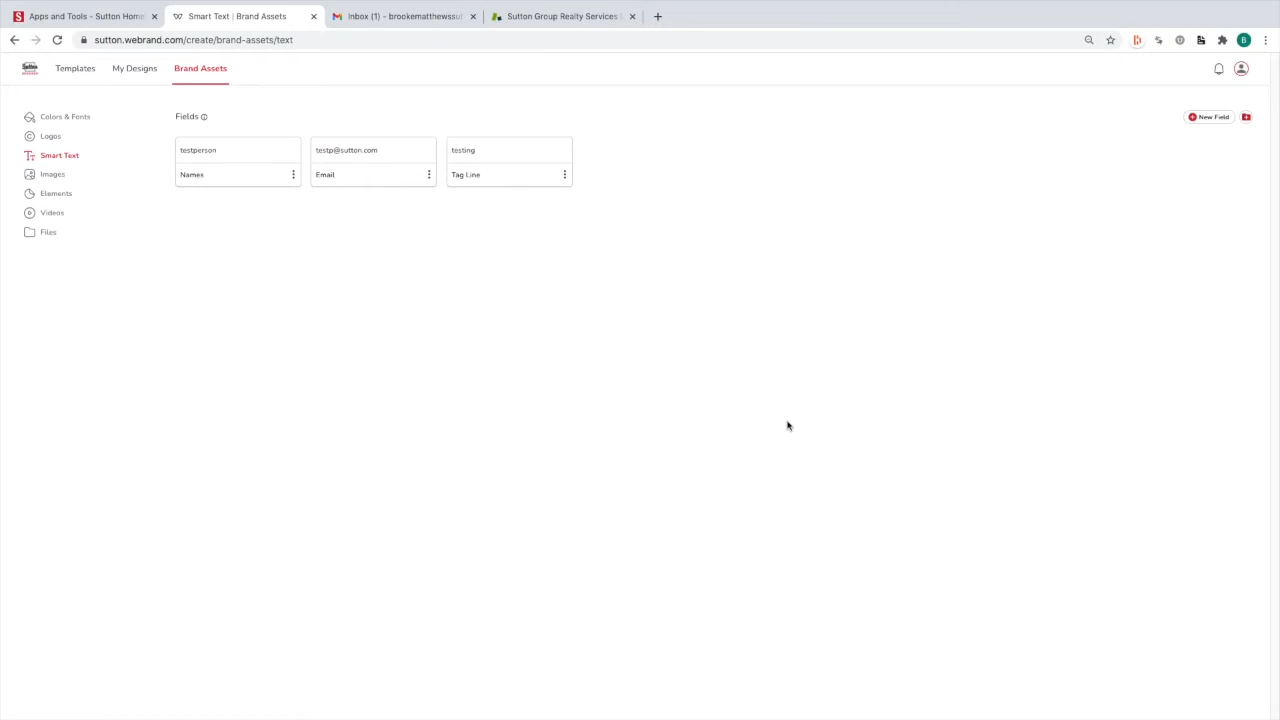 Apps and Tools - Sutton Home
Smart Text | Brand Assets
Inbox (1) - brookematthewssut
Sutton Group Realty Services
sutton.webrand.com/create/brand-assets/text
B
Sutton
Templates
My Designs
Brand Assets
Colors & Fonts
Logos
Smart Text
Images
Elements
Videos
Files
Fields
New Field
testperson
testp@sutton.com
testing
Names
Email
Tag Line